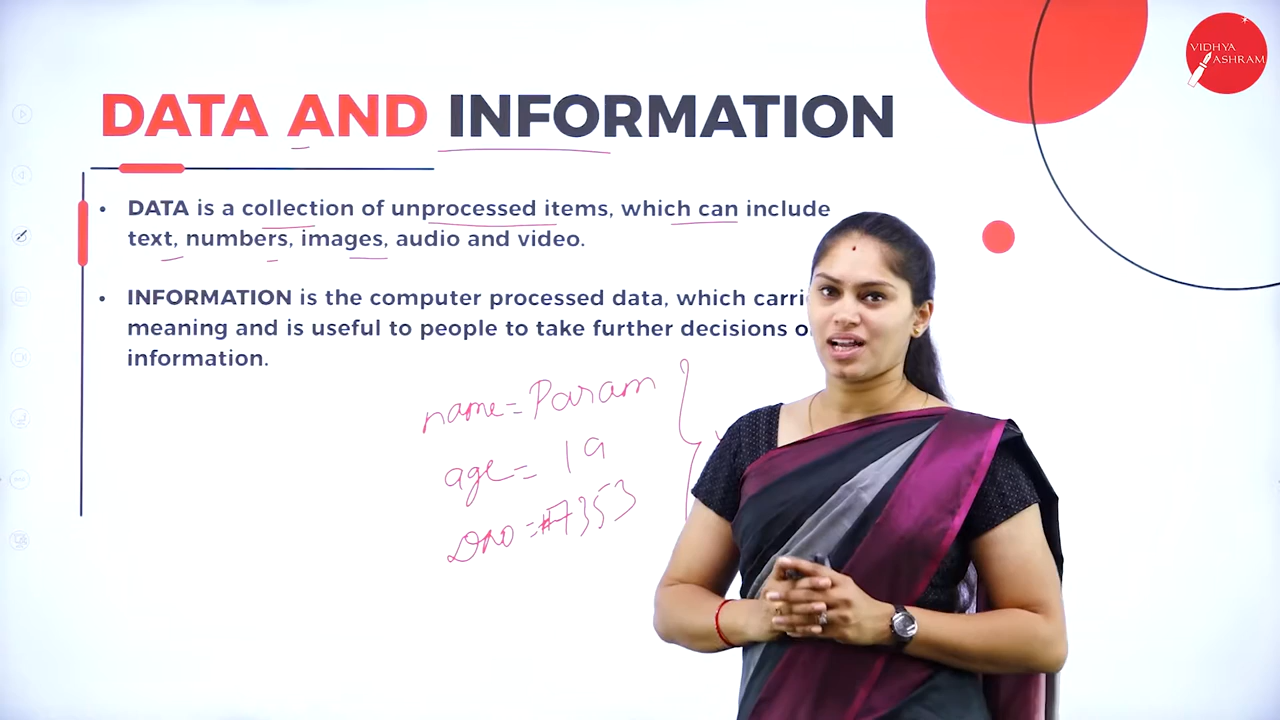 VIDHYA
ASHRAM
DATA AND INFORMATION
• DATA is a collection of unprocessed items, which can include
text, numbers, images, audio and video.
• INFORMATION is the computer processed data, which
meaning and is useful to people to take further decisions
information.
name = Param
age = 19
DNO = #7353